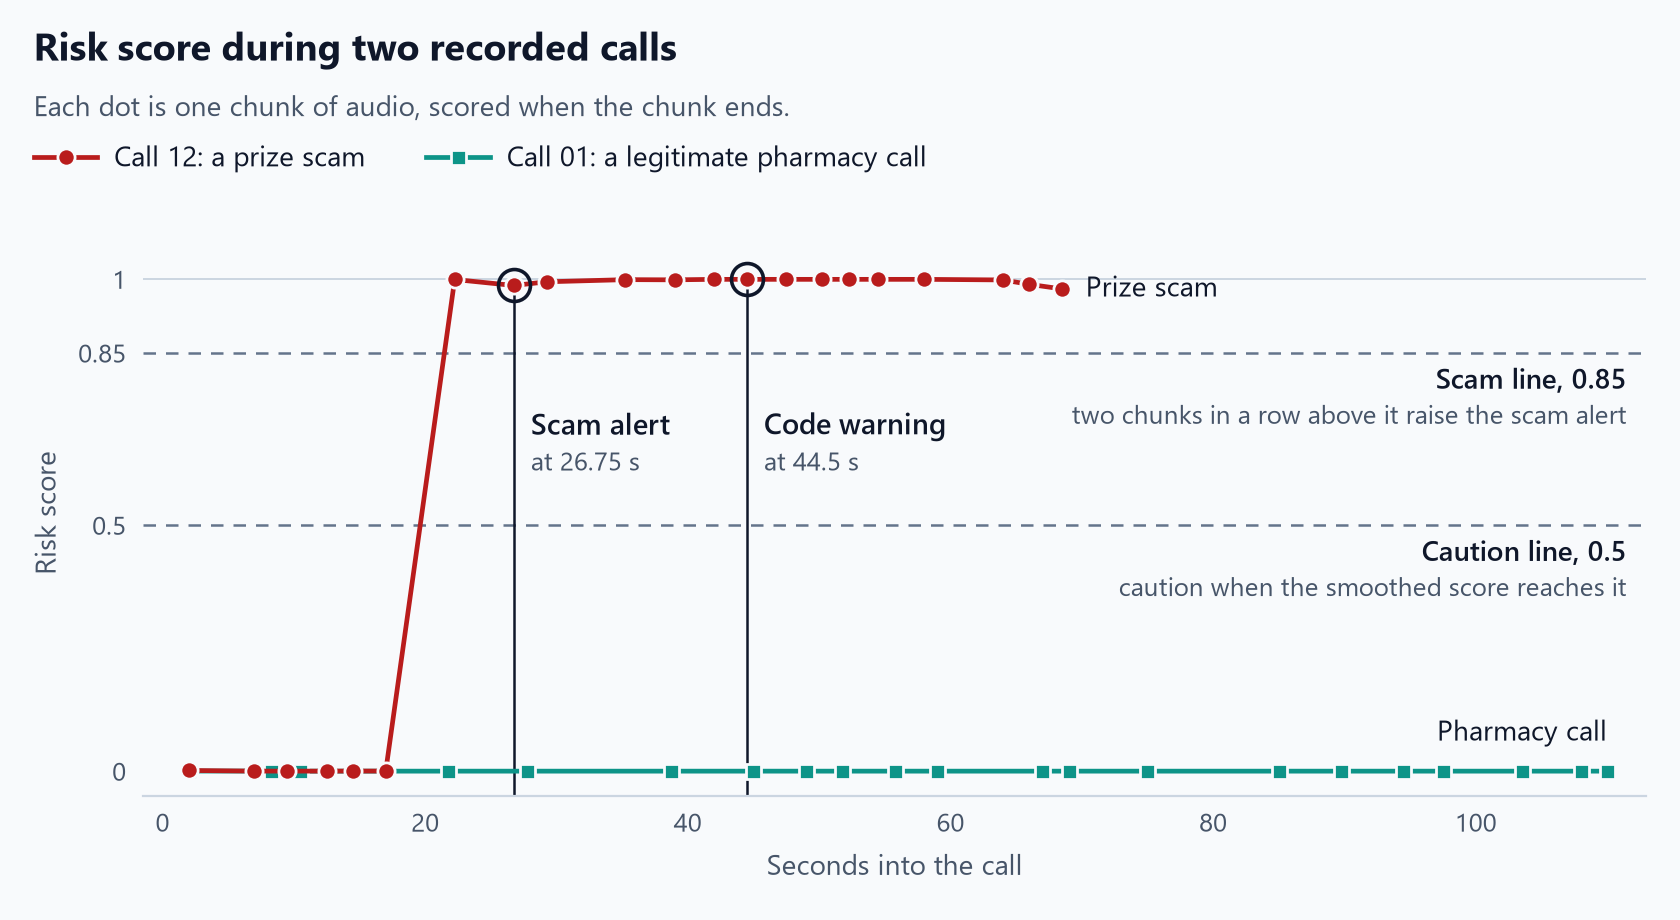 Risk score during two recorded calls
Each dot is one chunk of audio, scored when the chunk ends.
Call 12: a prize scam
Call 01: a legitimate pharmacy call
1
Prize scam
0.85
Scam line, 0.85
two chunks in a row above it raise the scam alert
Scam alert
at 26.75 s
Code warning
at 44.5 s
Risk score
0.5
Caution line, 0.5
caution when the smoothed score reaches it
Pharmacy call
0
0 20 40 60 80 100
Seconds into the call